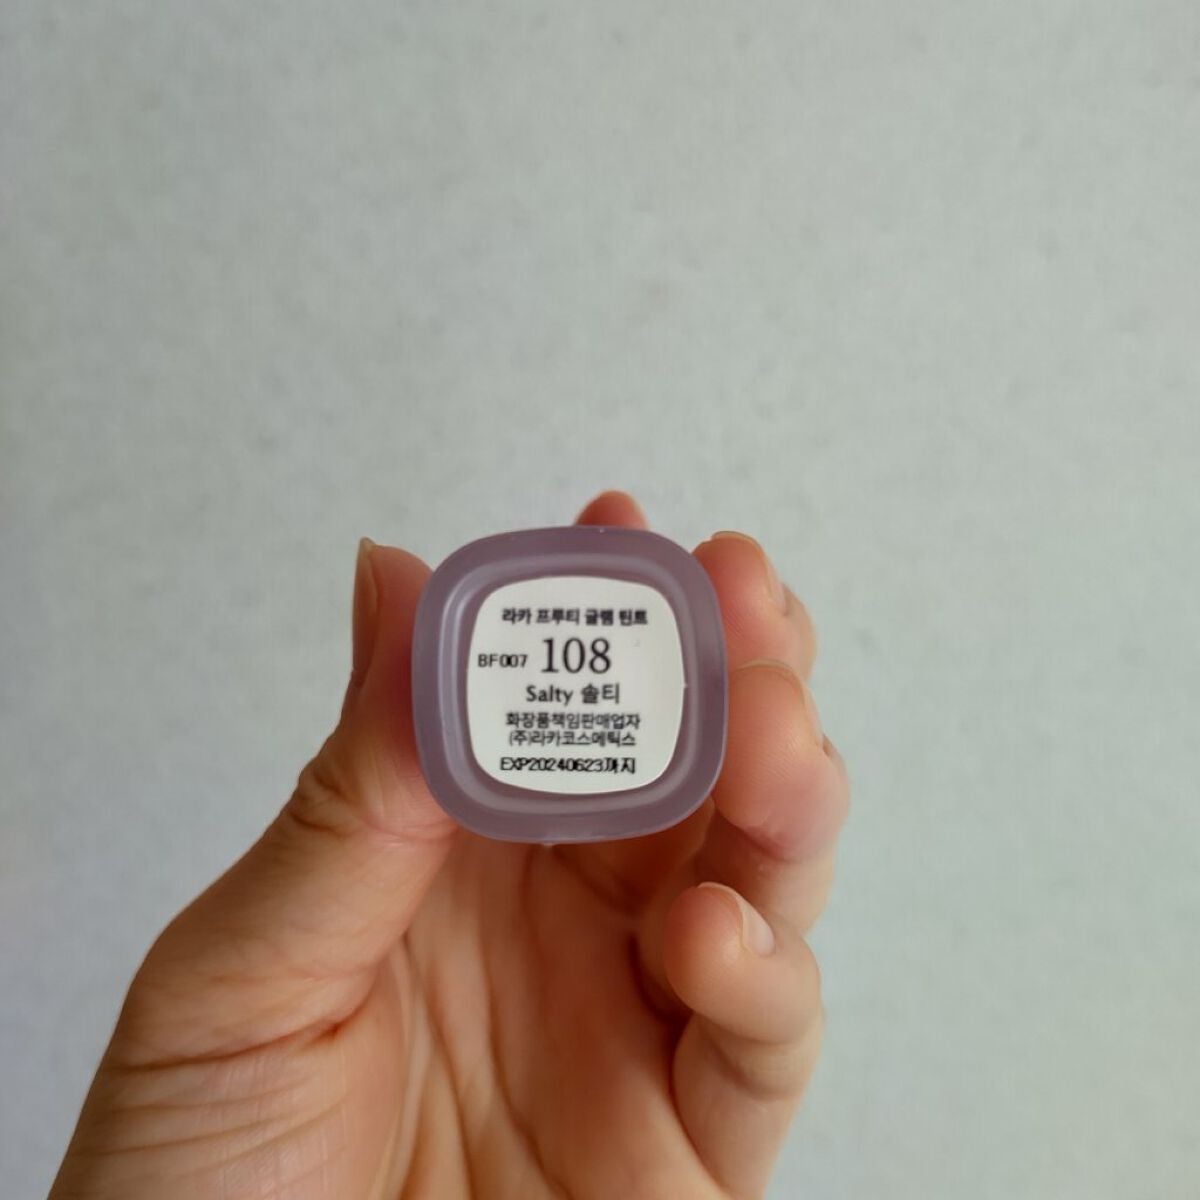 라카 프루티 글램 틴트
BF007 108
Salty 솔티
화장품책임판매업자
(주)라카코스메틱스
EXP20240623까지